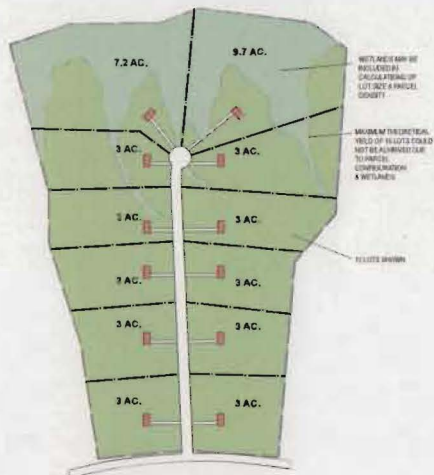 7.2 AC.
9.7 AC.
WETLANDS MAY BE
INCLUDED IN
CALCULATIONS OF
LOT SIZE & PARCEL
DENSITY
3 AC.
3 AC.
MAXIMUM THEORETICAL
YIELD OF 15 LOTS COULD
NOT BE ACHIEVED DUE
TO PARCEL
CONFIGURATION
& WETLANDS
3 AC.
3 AC.
LOTS SHOWN
3 AC.
3 AC.
3 AC.
3 AC.
3 AC.
3 AC.